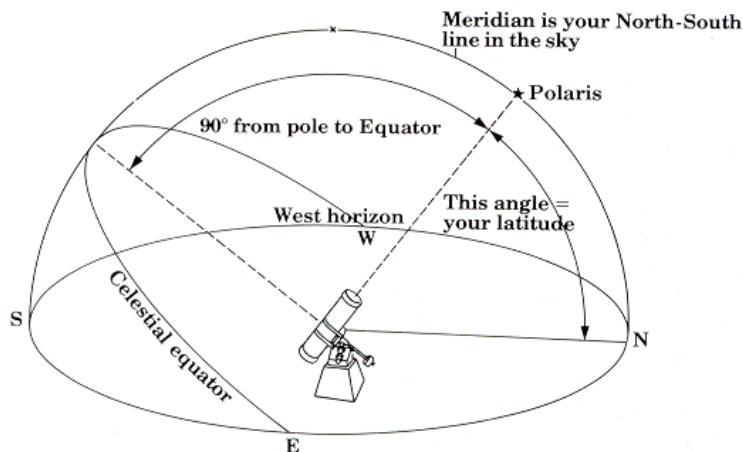 Meridian is your North-South
line in the sky
Polaris
90° from pole to Equator
This angle =
your latitude
West horizon
W
Celestial equator
S
N
E